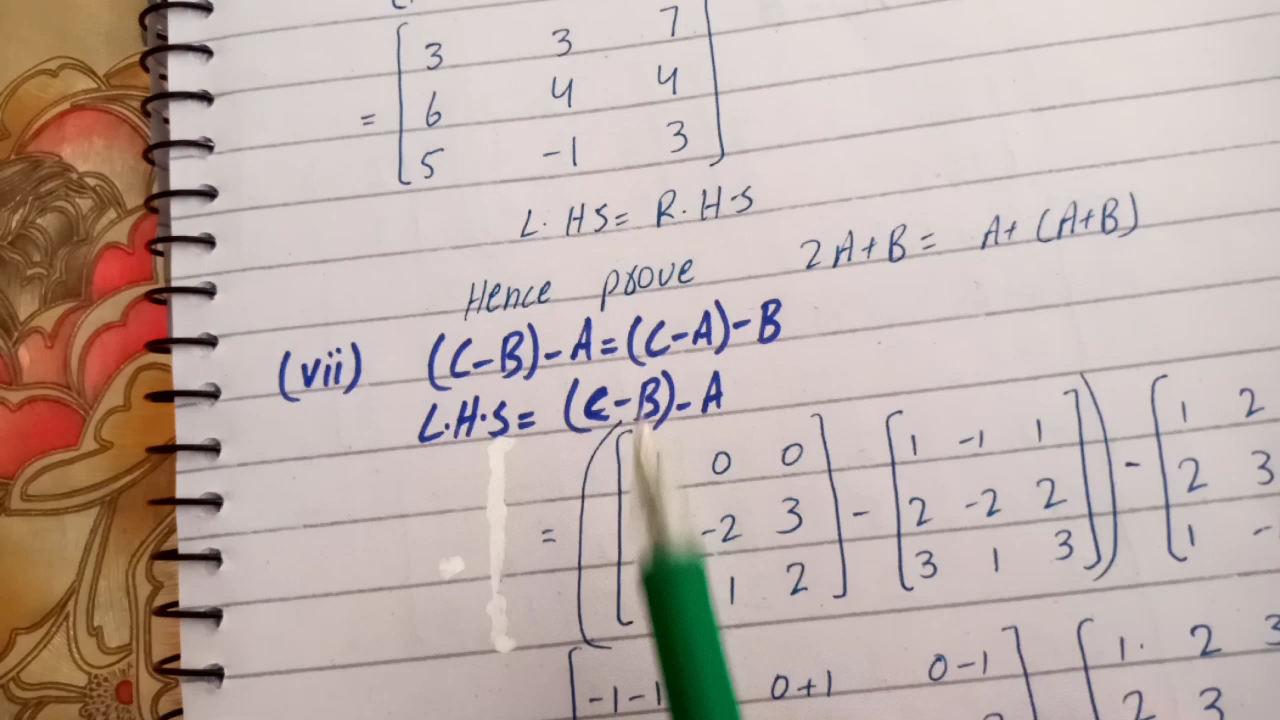 3 3 7
= 6 4 4
5 -1 3
L.HS= R.H-S
Hence prove 2A+B= A+(A+B)
(vii) (C-B)-A=(C-A)-B
L.H.S= (C-B)-A
0 0 1 -1 1 1 2
= -2 3 - 2 -2 2 - 2 3
1 2 3 1 3 1
-1-1 0+1 0-1 1. 2 3
2 3